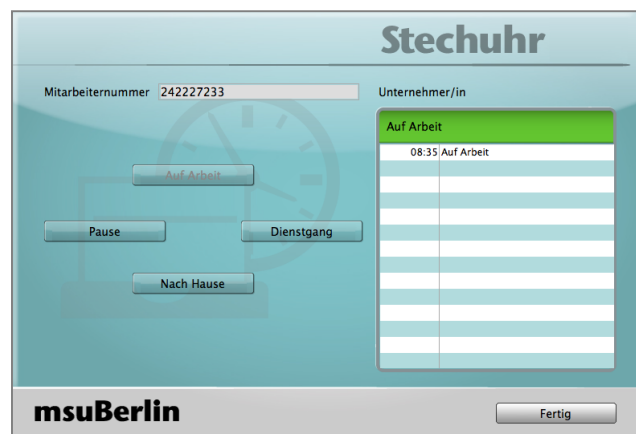 Stechuhr
Mitarbeiternummer 242227233
Unternehmer/in
Auf Arbeit
08:35 Auf Arbeit
Auf Arbeit
Pause
Dienstgang
Nach Hause
msuBerlin
Fertig